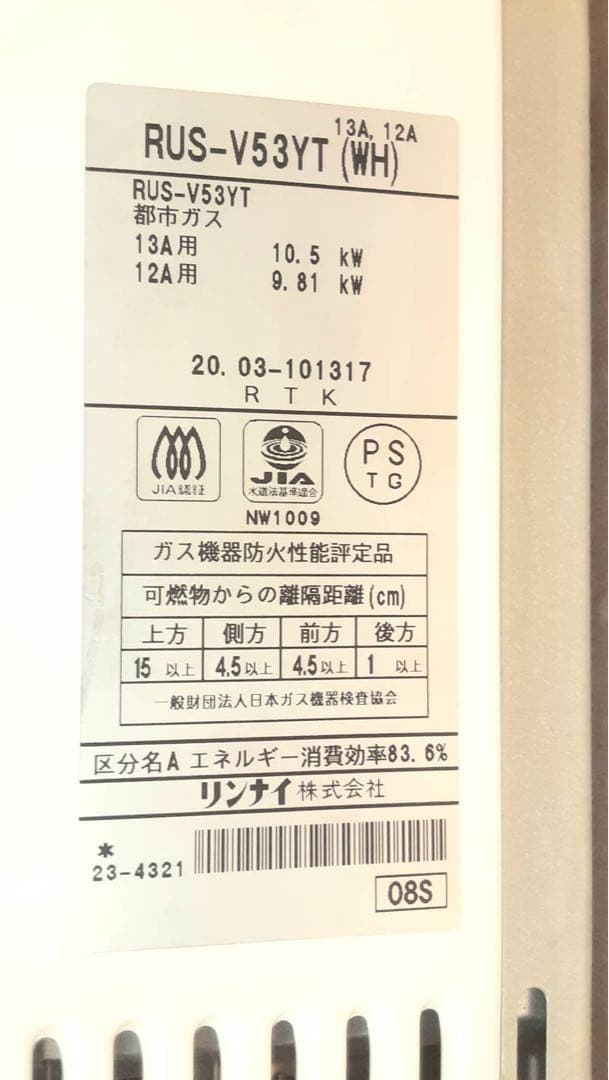 13A, 12A
RUS-V53YT (WH)
RUS-V53YT
都市ガス
13A用 10.5 kW
12A用 9.81 kW
20. 03-101317
R T K
JIA認証
JIA
水道法基準適合
PS
TG
NW1009
ガス機器防火性能評定品
可燃物からの離隔距離(cm)
上方 側方 前方 後方
15 以上 4.5以上 4.5以上 1 以上
一般財団法人日本ガス機器検査協会
区分名A エネルギー消費効率83.6%
リンナイ株式会社
*
23-4321
08S